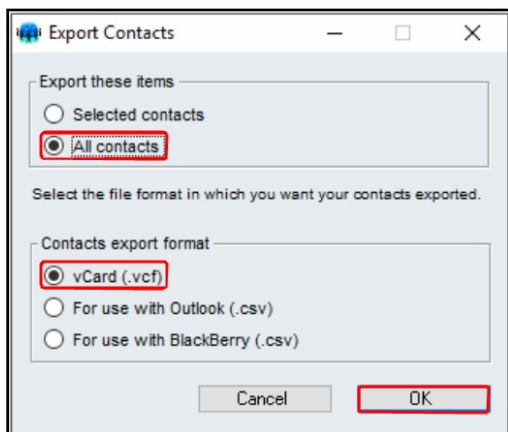 Export Contacts
Export these items
Selected contacts
All contacts
Select the file format in which you want your contacts exported.
Contacts export format
vCard (.vcf)
For use with Outlook (.csv)
For use with BlackBerry (.csv)
Cancel OK